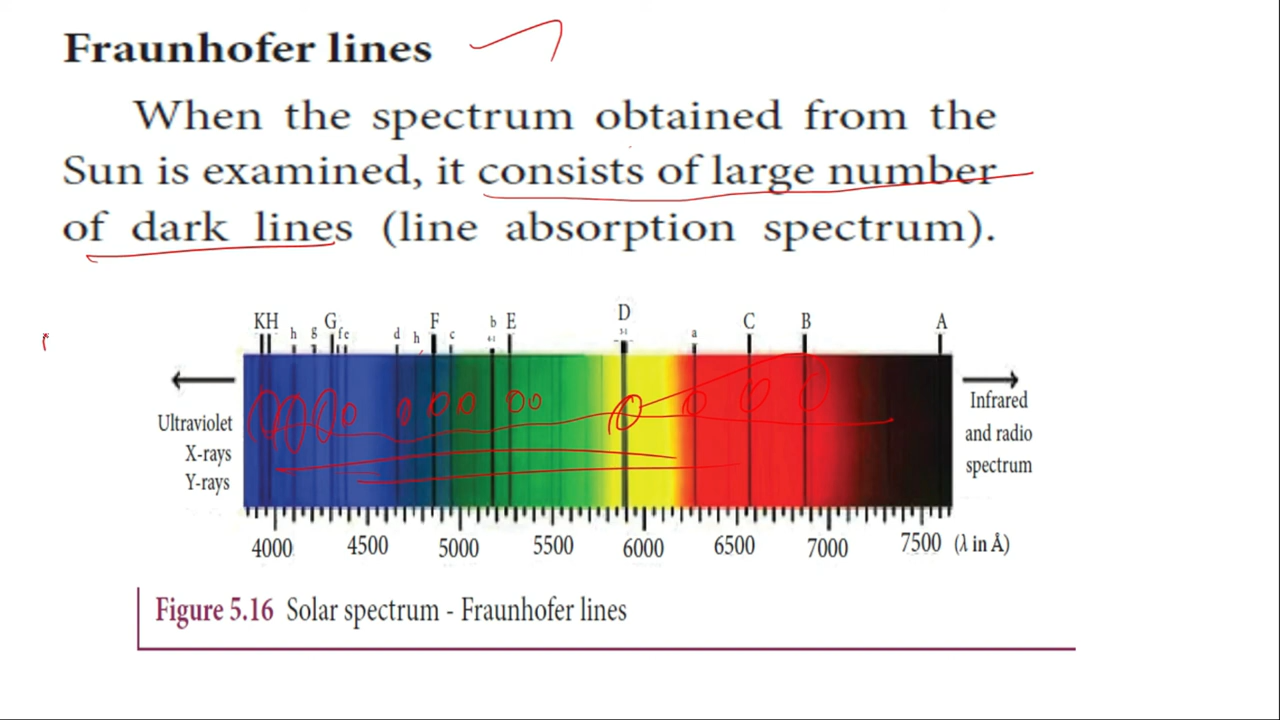 Fraunhofer lines
When the spectrum obtained from the
Sun is examined, it consists of large number
of dark lines (line absorption spectrum).
KH h g G f e d h F c b E D a C B A
Ultraviolet
X-rays
Y-rays
Infrared
and radio
spectrum
4000 4500 5000 5500 6000 6500 7000 7500 (λ in Å)
Figure 5.16 Solar spectrum - Fraunhofer lines